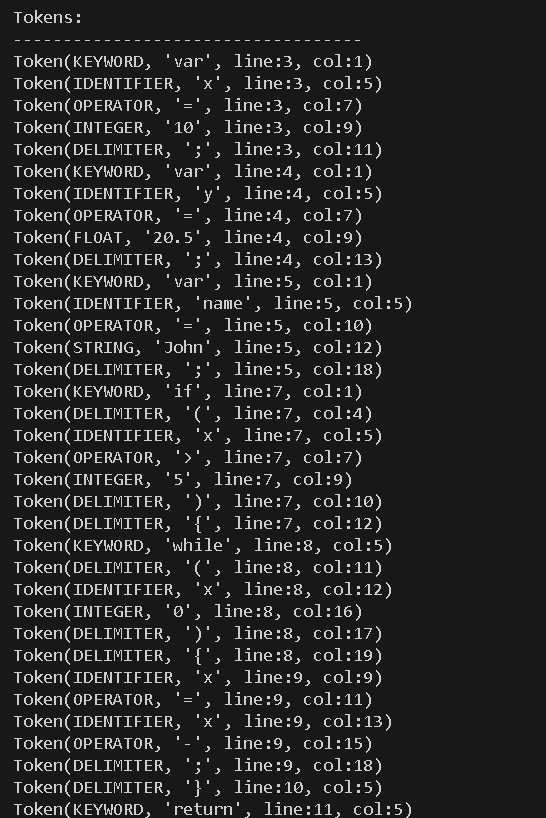 Tokens:
-----------------------------------
Token(KEYWORD, 'var', line:3, col:1)
Token(IDENTIFIER, 'x', line:3, col:5)
Token(OPERATOR, '=', line:3, col:7)
Token(INTEGER, '10', line:3, col:9)
Token(DELIMITER, ';', line:3, col:11)
Token(KEYWORD, 'var', line:4, col:1)
Token(IDENTIFIER, 'y', line:4, col:5)
Token(OPERATOR, '=', line:4, col:7)
Token(FLOAT, '20.5', line:4, col:9)
Token(DELIMITER, ';', line:4, col:13)
Token(KEYWORD, 'var', line:5, col:1)
Token(IDENTIFIER, 'name', line:5, col:5)
Token(OPERATOR, '=', line:5, col:10)
Token(STRING, 'John', line:5, col:12)
Token(DELIMITER, ';', line:5, col:18)
Token(KEYWORD, 'if', line:7, col:1)
Token(DELIMITER, '(', line:7, col:4)
Token(IDENTIFIER, 'x', line:7, col:5)
Token(OPERATOR, '>', line:7, col:7)
Token(INTEGER, '5', line:7, col:9)
Token(DELIMITER, ')', line:7, col:10)
Token(DELIMITER, '{', line:7, col:12)
Token(KEYWORD, 'while', line:8, col:5)
Token(DELIMITER, '(', line:8, col:11)
Token(IDENTIFIER, 'x', line:8, col:12)
Token(INTEGER, '0', line:8, col:16)
Token(DELIMITER, ')', line:8, col:17)
Token(DELIMITER, '{', line:8, col:19)
Token(IDENTIFIER, 'x', line:9, col:9)
Token(OPERATOR, '=', line:9, col:11)
Token(IDENTIFIER, 'x', line:9, col:13)
Token(OPERATOR, '-', line:9, col:15)
Token(DELIMITER, ';', line:9, col:18)
Token(DELIMITER, '}', line:10, col:5)
Token(KEYWORD, 'return', line:11, col:5)